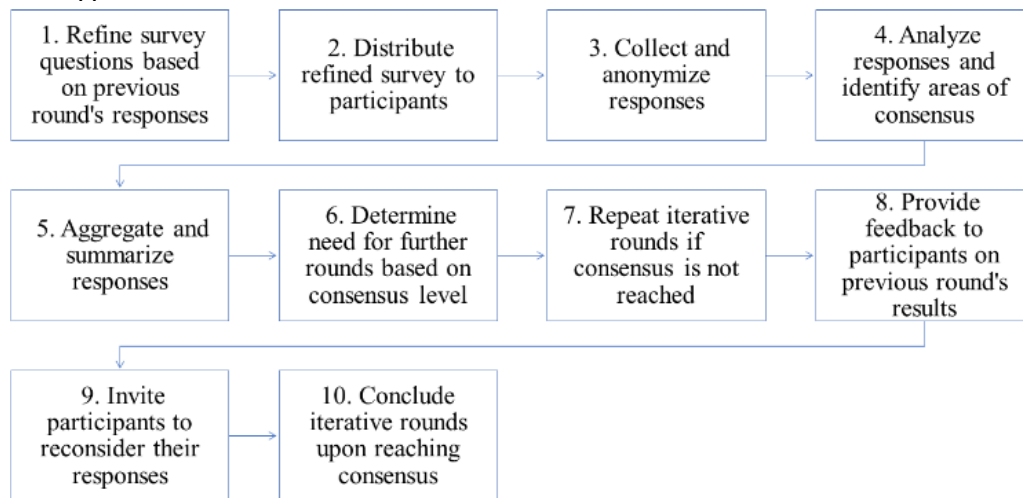 1. Refine survey
questions based
on previous
round's responses
2. Distribute
refined survey to
participants
3. Collect and
anonymize
responses
4. Analyze
responses and
identify areas of
consensus
5. Aggregate and
summarize
responses
6. Determine
need for further
rounds based on
consensus level
7. Repeat iterative
rounds if
consensus is not
reached
8. Provide
feedback to
participants on
previous round's
results
9. Invite
participants to
reconsider their
responses
10. Conclude
iterative rounds
upon reaching
consensus